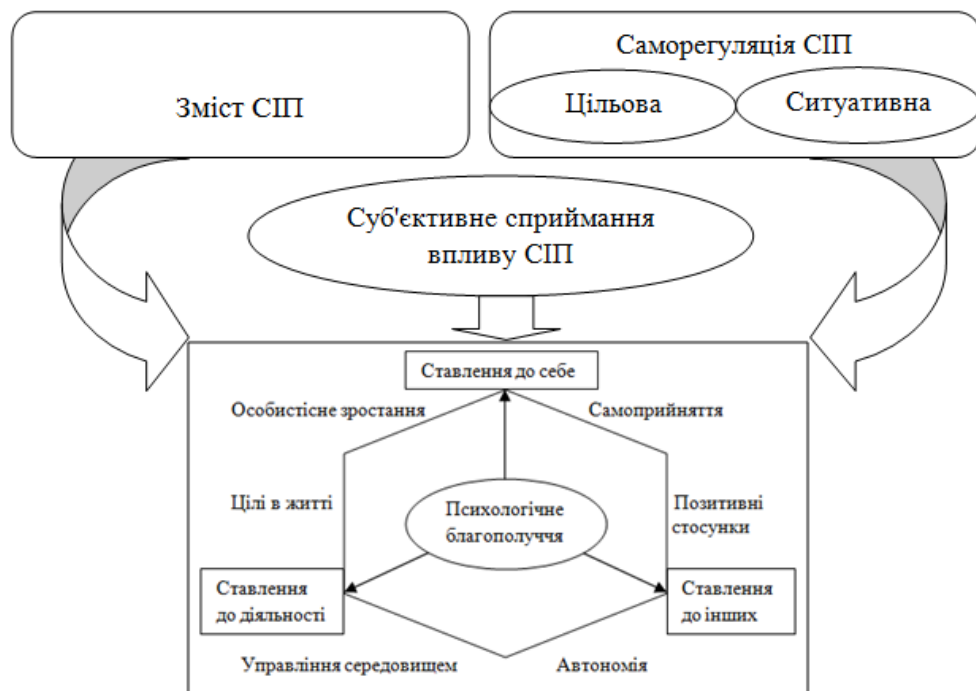 Зміст СІП
Саморегуляція СІП
Цільова
Ситуативна
Суб'єктивне сприймання
впливу СІП
Ставлення до себе
Особистісне зростання
Самоприйняття
Цілі в житті
Психологічне
благополуччя
Позитивні
стосунки
Ставлення
до діяльності
Ставлення
до інших
Управління середовищем
Автономія